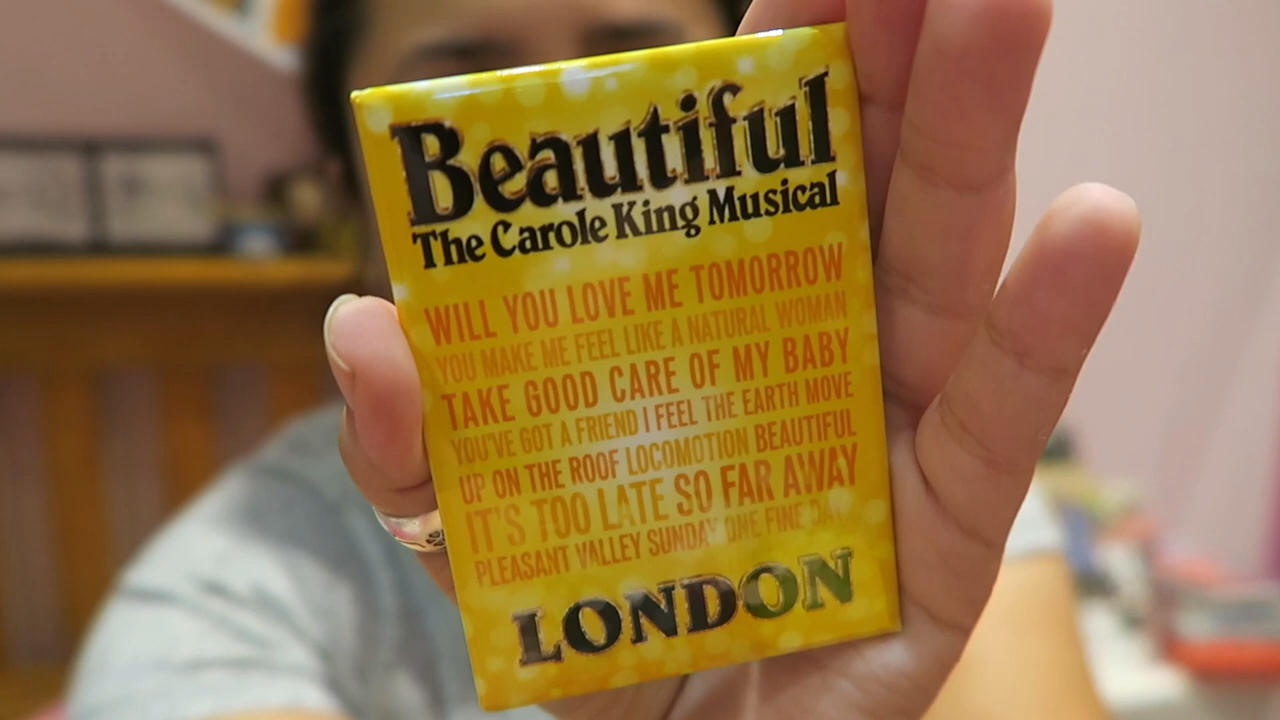 Beautiful
The Carole King Musical
WILL YOU LOVE ME TOMORROW
YOU MAKE ME FEEL LIKE A NATURAL WOMAN
TAKE GOOD CARE OF MY BABY
YOU'VE GOT A FRIEND I FEEL THE EARTH MOVE
UP ON THE ROOF LOCOMOTION BEAUTIFUL
IT'S TOO LATE SO FAR AWAY
PLEASANT VALLEY SUNDAY ONE FINE DAY
LONDON